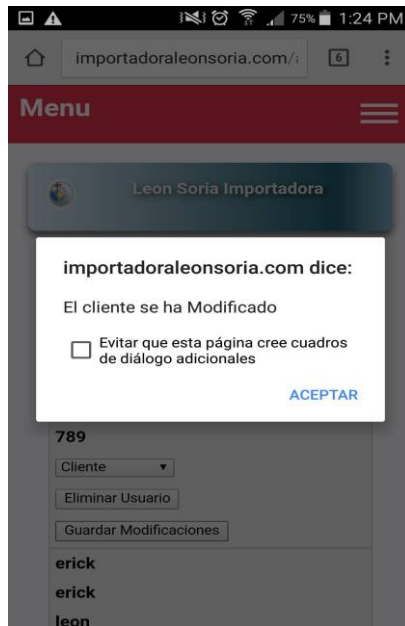 75% 1:24 PM
importadoraleonsoria.com/a
6
Menu
Leon Soria Importadora
importadoraleonsoria.com dice:
El cliente se ha Modificado
Evitar que esta página cree cuadros
de diálogo adicionales
ACEPTAR
789
Cliente
Eliminar Usuario
Guardar Modificaciones
erick
erick
leon